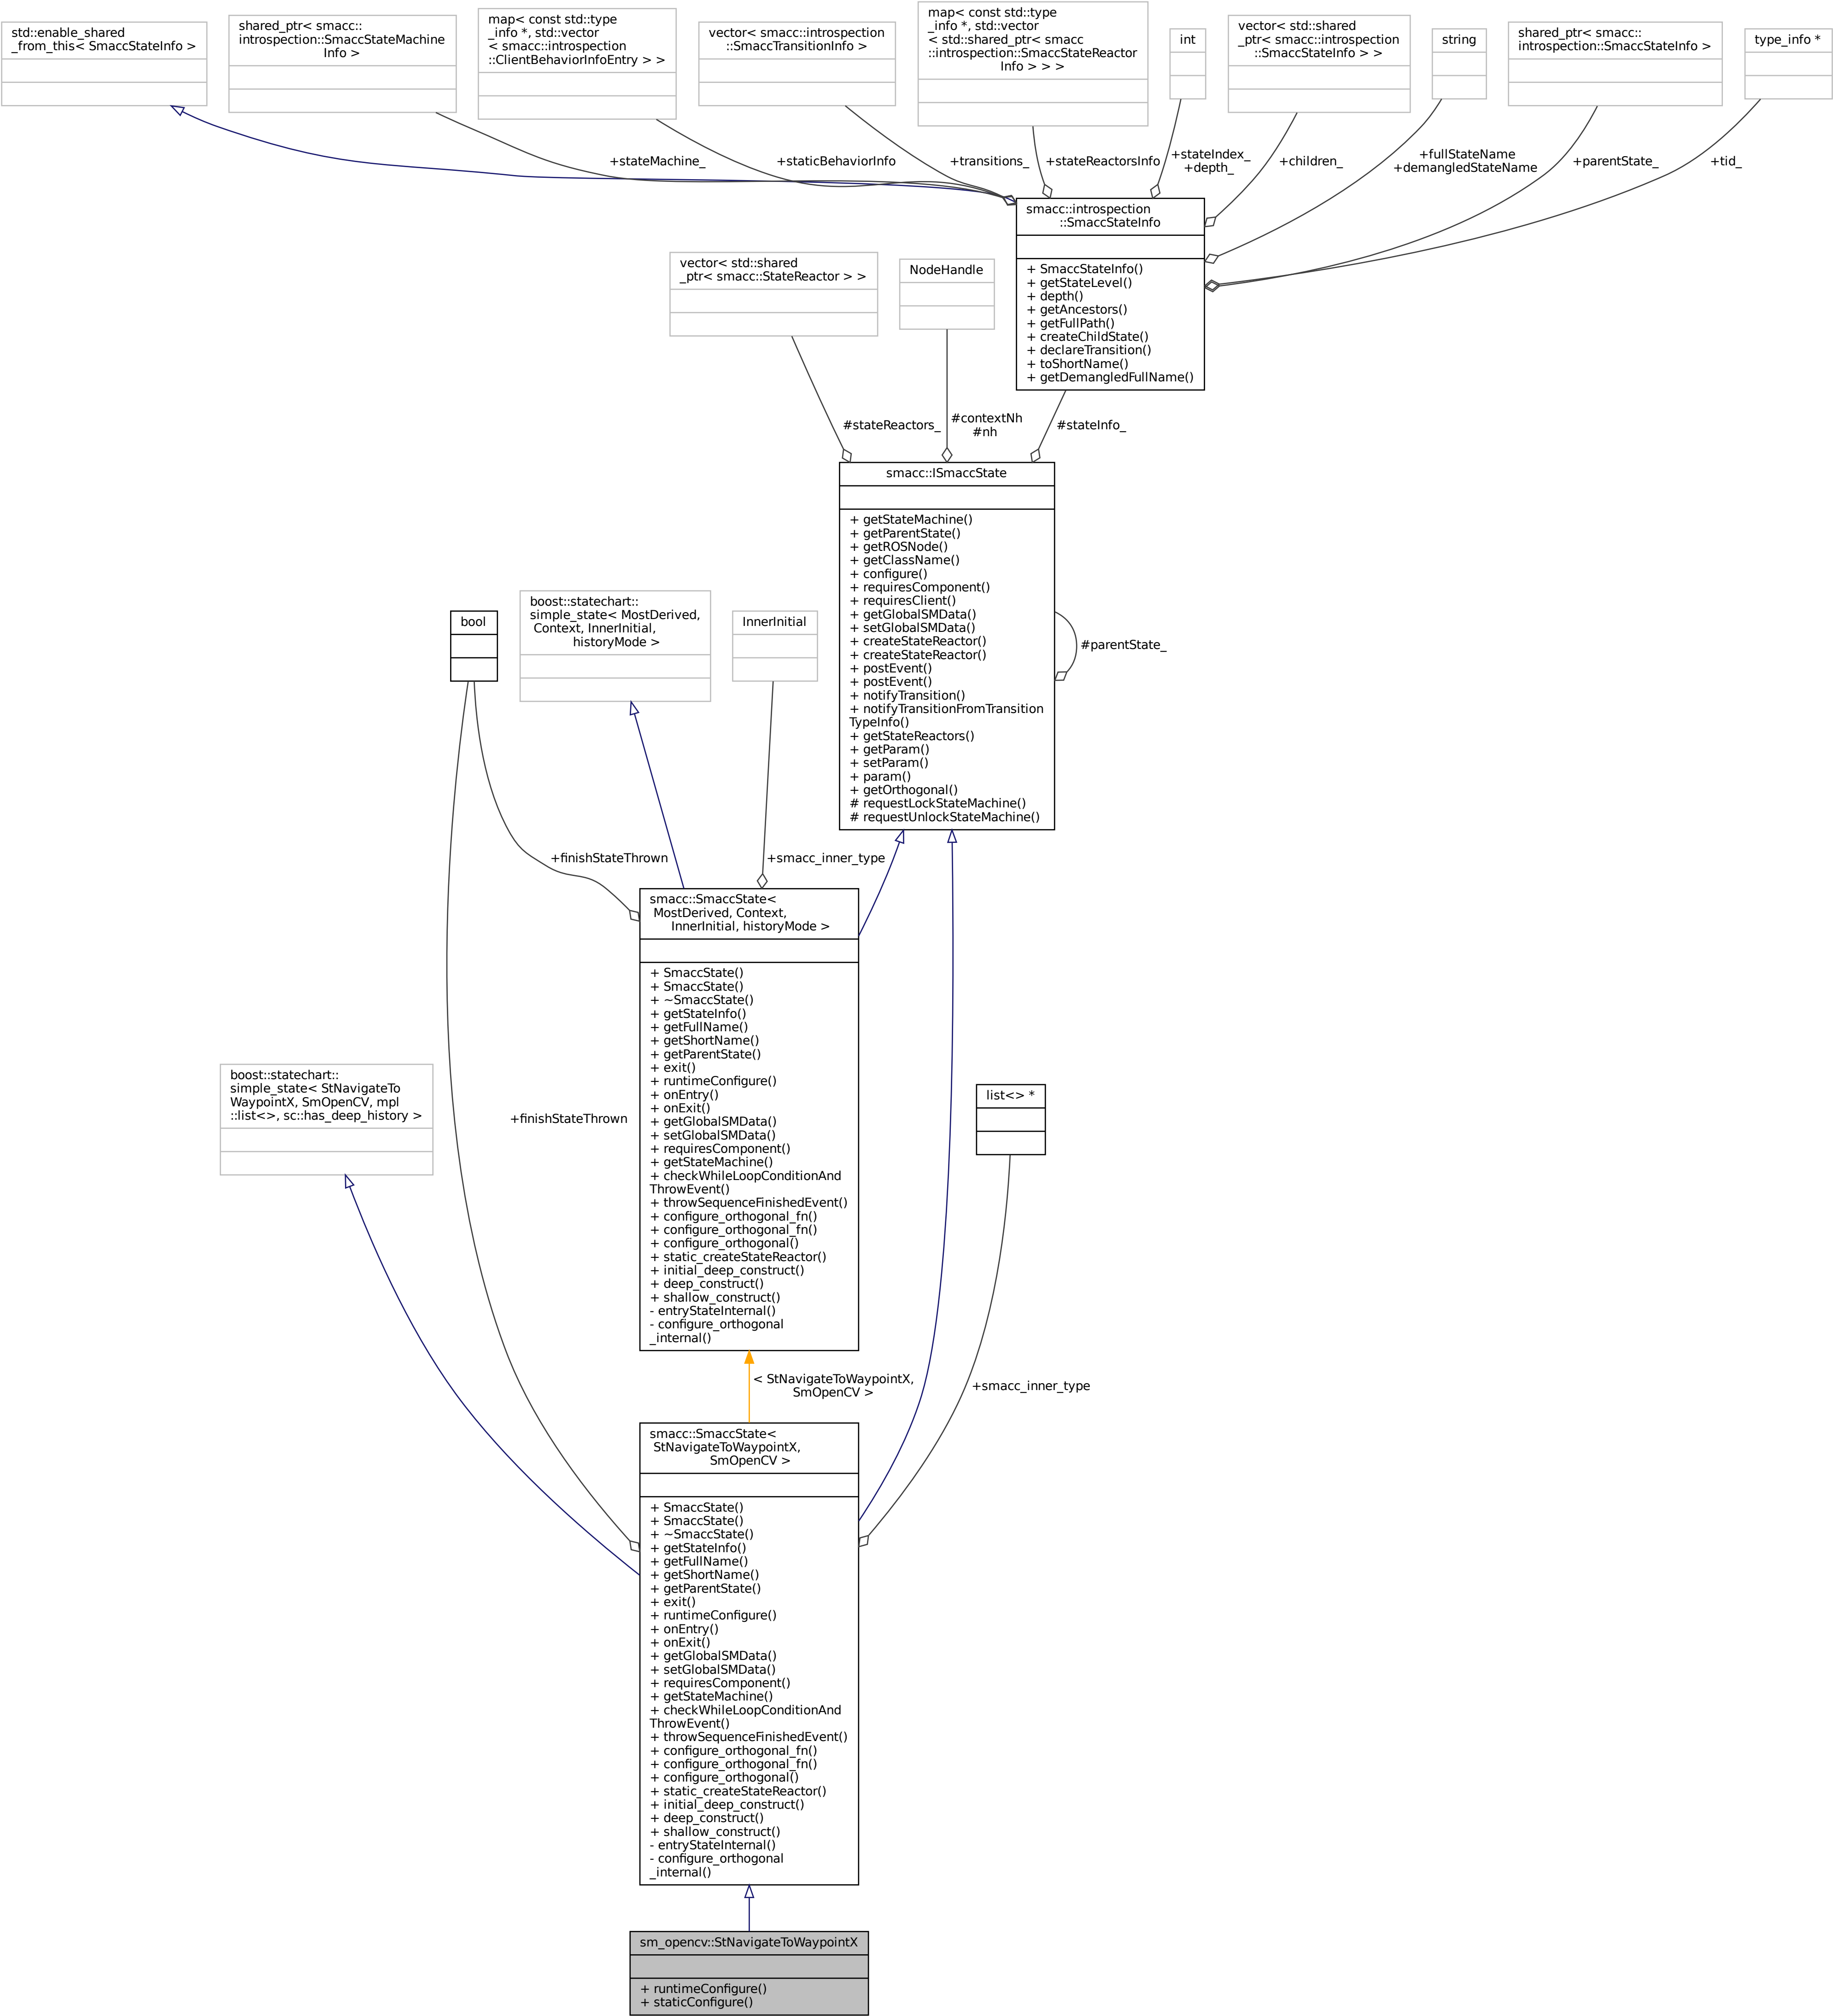 std::enable_shared
_from_this< SmaccStateInfo >
shared_ptr< smacc::
introspection::SmaccStateMachine
Info >
map< const std::type
_info *, std::vector
< smacc::introspection
::ClientBehaviorInfoEntry > >
vector< smacc::introspection
::SmaccTransitionInfo >
map< const std::type
_info *, std::vector
< std::shared_ptr< smacc
::introspection::SmaccStateReactor
Info > > >
int
vector< std::shared
_ptr< smacc::introspection
::SmaccStateInfo > >
string
shared_ptr< smacc::
introspection::SmaccStateInfo >
type_info *
+stateMachine_
+staticBehaviorInfo
+transitions_
+stateReactorsInfo
+stateIndex_
+depth_
+children_
+fullStateName
+demangledStateName
+parentState_
+tid_
smacc::introspection
::SmaccStateInfo
+ SmaccStateInfo()
+ getStateLevel()
+ depth()
+ getAncestors()
+ getFullPath()
+ createChildState()
+ declareTransition()
+ toShortName()
+ getDemangledFullName()
vector< std::shared
_ptr< smacc::StateReactor > >
NodeHandle
#stateReactors_
#contextNh
#nh
#stateInfo_
smacc::ISmaccState
+ getStateMachine()
+ getParentState()
+ getROSNode()
+ getClassName()
+ configure()
+ requiresComponent()
+ requiresClient()
+ getGlobalSMData()
+ setGlobalSMData()
+ createStateReactor()
+ createStateReactor()
+ postEvent()
+ postEvent()
+ notifyTransition()
+ notifyTransitionFromTransition
TypeInfo()
+ getStateReactors()
+ getParam()
+ setParam()
+ param()
+ getOrthogonal()
# requestLockStateMachine()
# requestUnlockStateMachine()
#parentState_
bool
boost::statechart::
simple_state< MostDerived,
Context, InnerInitial,
historyMode >
InnerInitial
+finishStateThrown
+smacc_inner_type
smacc::SmaccState<
MostDerived, Context,
InnerInitial, historyMode >
+ SmaccState()
+ SmaccState()
+ ~SmaccState()
+ getStateInfo()
+ getFullName()
+ getShortName()
+ getParentState()
+ exit()
+ runtimeConfigure()
+ onEntry()
+ onExit()
+ getGlobalSMData()
+ setGlobalSMData()
+ requiresComponent()
+ getStateMachine()
+ checkWhileLoopConditionAnd
ThrowEvent()
+ throwSequenceFinishedEvent()
+ configure_orthogonal_fn()
+ configure_orthogonal_fn()
+ configure_orthogonal()
+ static_createStateReactor()
+ initial_deep_construct()
+ deep_construct()
+ shallow_construct()
- entryStateInternal()
- configure_orthogonal
_internal()
boost::statechart::
simple_state< StNavigateTo
WaypointX, SmOpenCV, mpl
::list<>, sc::has_deep_history >
+finishStateThrown
list<> *
< StNavigateToWaypointX,
SmOpenCV >
+smacc_inner_type
smacc::SmaccState<
StNavigateToWaypointX,
SmOpenCV >
+ SmaccState()
+ SmaccState()
+ ~SmaccState()
+ getStateInfo()
+ getFullName()
+ getShortName()
+ getParentState()
+ exit()
+ runtimeConfigure()
+ onEntry()
+ onExit()
+ getGlobalSMData()
+ setGlobalSMData()
+ requiresComponent()
+ getStateMachine()
+ checkWhileLoopConditionAnd
ThrowEvent()
+ throwSequenceFinishedEvent()
+ configure_orthogonal_fn()
+ configure_orthogonal_fn()
+ configure_orthogonal()
+ static_createStateReactor()
+ initial_deep_construct()
+ deep_construct()
+ shallow_construct()
- entryStateInternal()
- configure_orthogonal
_internal()
sm_opencv::StNavigateToWaypointX
+ runtimeConfigure()
+ staticConfigure()